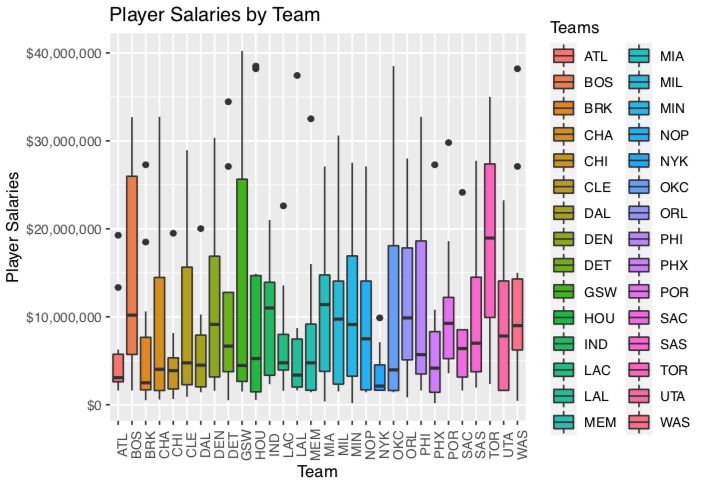 Player Salaries by Team
Player Salaries
$40,000,000
$30,000,000
$20,000,000
$10,000,000
$0
ATL BOS BRK CHA CHI CLE DAL DEN DET GSW HOU IND LAC LAL MEM MIA MIL MIN NOP NYK OKC ORL PHI PHX POR SAC SAS TOR UTA WAS
Team
Teams
ATL MIA
BOS MIL
BRK MIN
CHA NOP
CHI NYK
CLE OKC
DAL ORL
DEN PHI
DET PHX
GSW POR
HOU SAC
IND SAS
LAC TOR
LAL UTA
MEM WAS